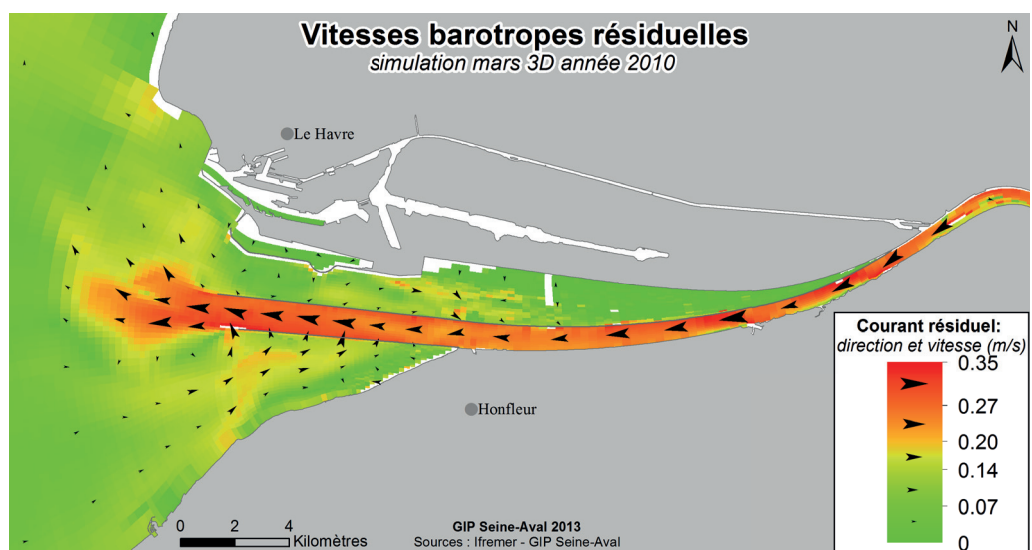 Vitesses barotropes résiduelles
simulation mars 3D année 2010
N
Le Havre
Honfleur
Courant résiduel:
direction et vitesse (m/s)
0.35
0.27
0.20
0.14
0.07
0
0 2 4
Kilomètres
GIP Seine-Aval 2013
Sources : Ifremer - GIP Seine-Aval